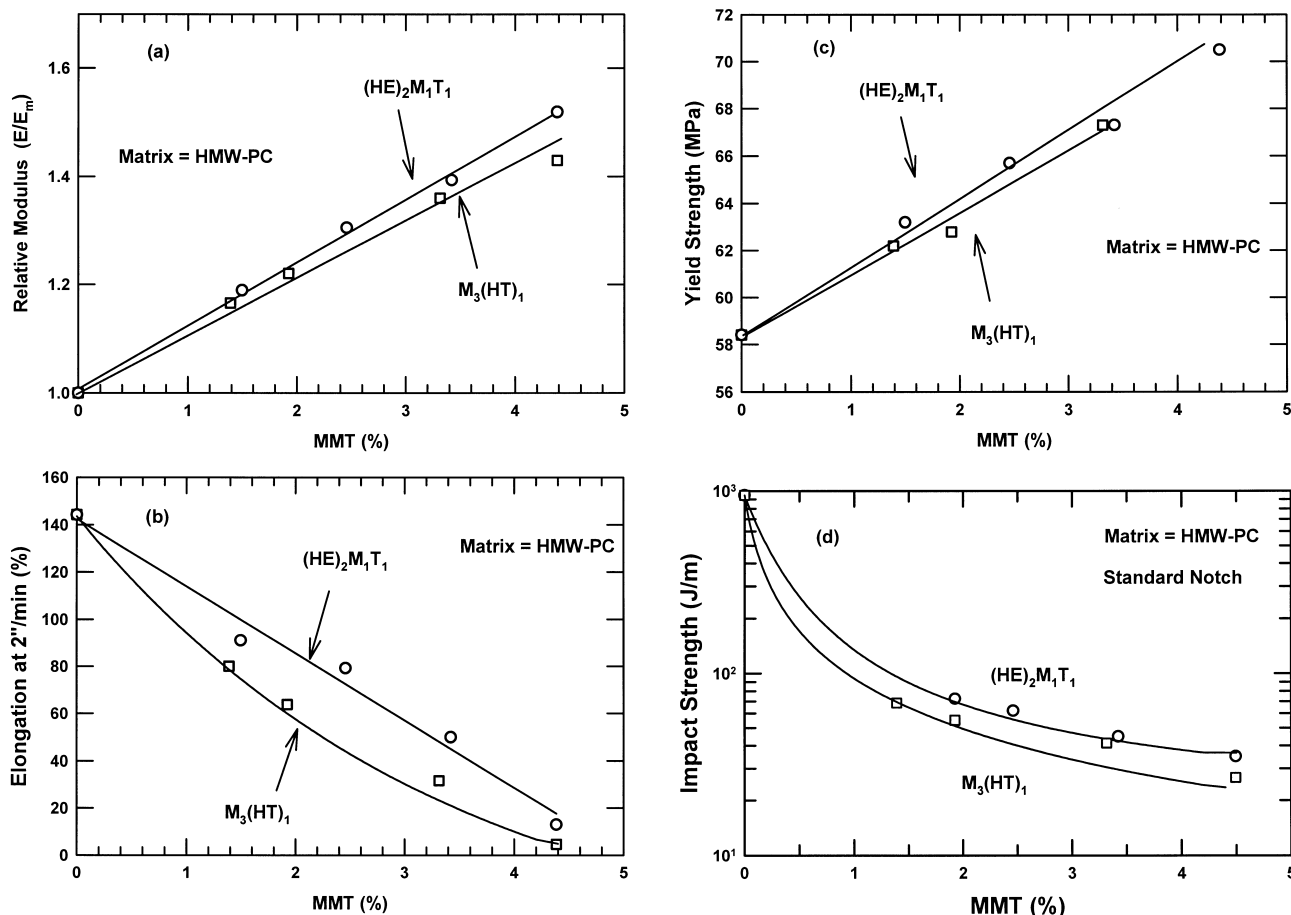 (a)
Relative Modulus (E/Eₘ)
1.6
1.4
1.2
1.0
(HE)₂M₁T₁
Matrix = HMW-PC
M₃(HT)₁
0 1 2 3 4 5
MMT (%)
(c)
Yield Strength (MPa)
72
70
68
66
64
62
60
58
56
(HE)₂M₁T₁
Matrix = HMW-PC
M₃(HT)₁
0 1 2 3 4 5
MMT (%)
(b)
Elongation at 2"/min (%)
160
140
120
100
80
60
40
20
0
Matrix = HMW-PC
(HE)₂M₁T₁
M₃(HT)₁
0 1 2 3 4 5
MMT (%)
(d)
Impact Strength (J/m)
10³
10²
10¹
Matrix = HMW-PC
Standard Notch
(HE)₂M₁T₁
M₃(HT)₁
0 1 2 3 4 5
MMT (%)